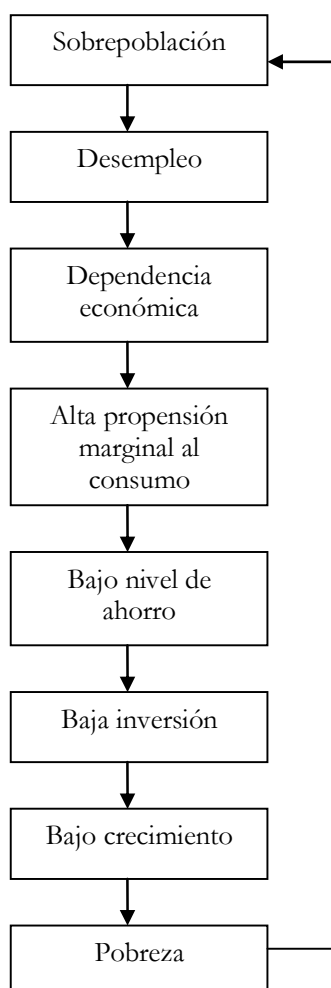 Sobrepoblación
Desempleo
Dependencia
económica
Alta propensión
marginal al
consumo
Bajo nivel de
ahorro
Baja inversión
Bajo crecimiento
Pobreza